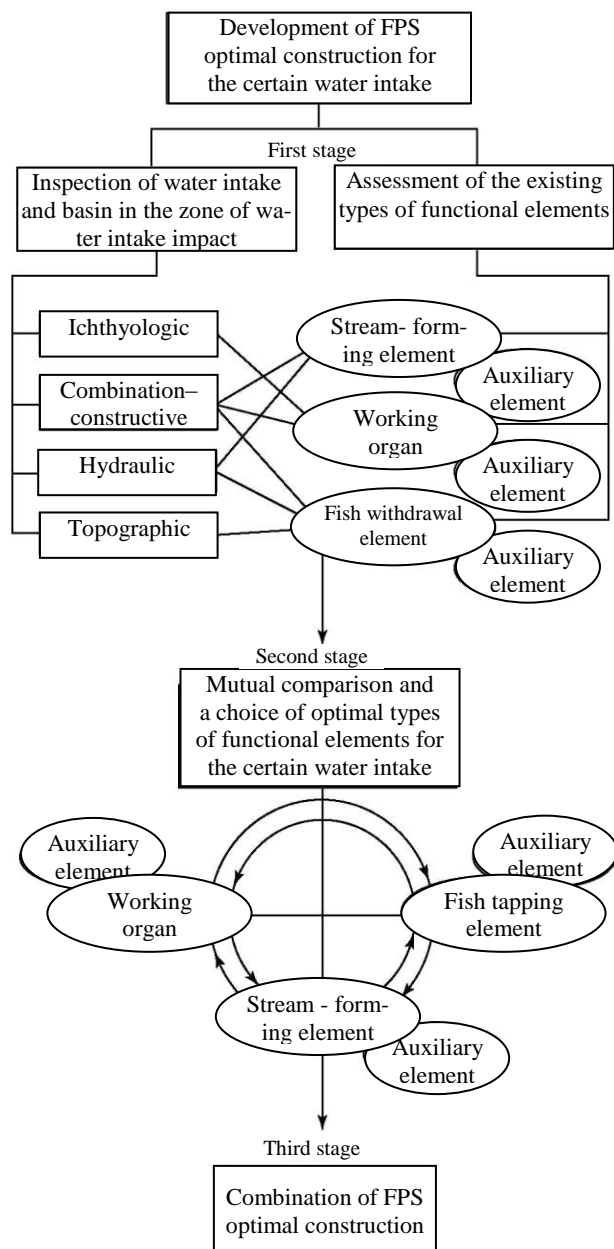 Development of FPS
optimal construction for
the certain water intake
First stage
Inspection of water intake
and basin in the zone of wa-
ter intake impact
Assessment of the existing
types of functional elements
Ichthyologic
Combination–
constructive
Hydraulic
Topographic
Stream- form-
ing element
Auxiliary
element
Working
organ
Auxiliary
element
Fish withdrawal
element
Auxiliary
element
Second stage
Mutual comparison and
a choice of optimal types
of functional elements for
the certain water intake
Auxiliary
element
Working
organ
Auxiliary
element
Fish tapping
element
Stream - form-
ing element
Auxiliary
element
Third stage
Combination of FPS
optimal construction